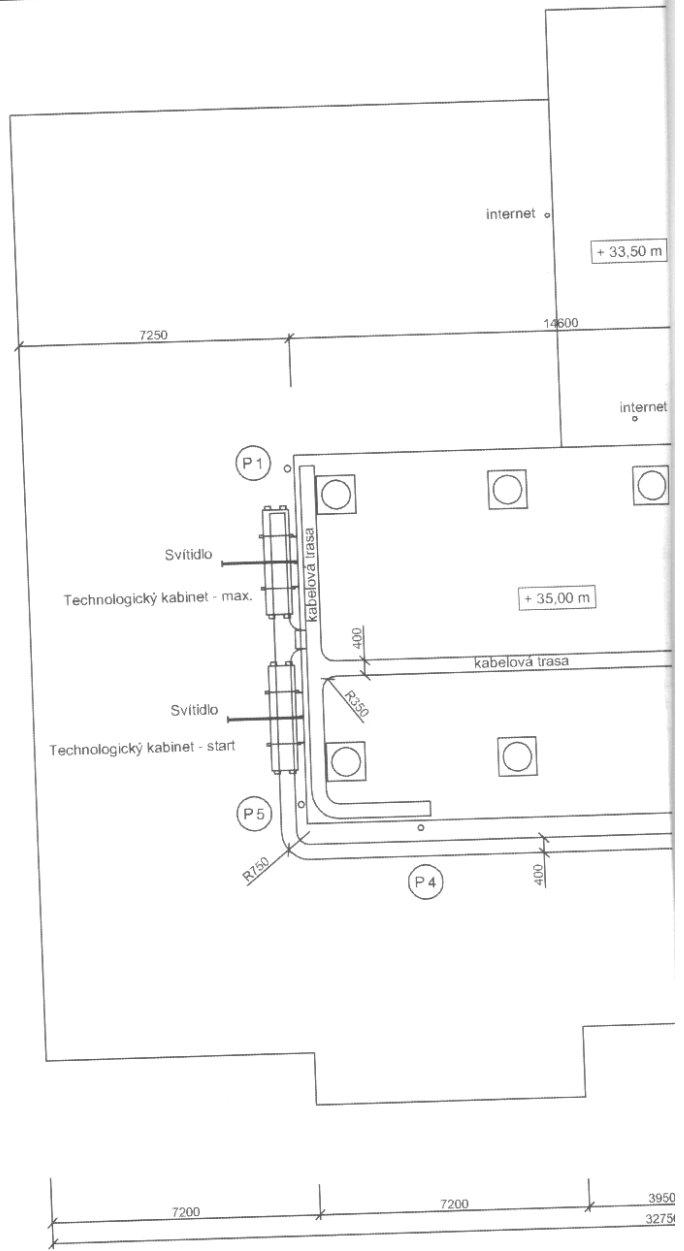 internet
+ 33,50 m
7250
14600
internet
P 1
Svítidlo
kabelová trasa
Technologický kabinet - max.
+ 35,00 m
400
kabelová trasa
R350
Svítidlo
Technologický kabinet - start
P 5
R750
P 4
400
7200
7200
3950
32750